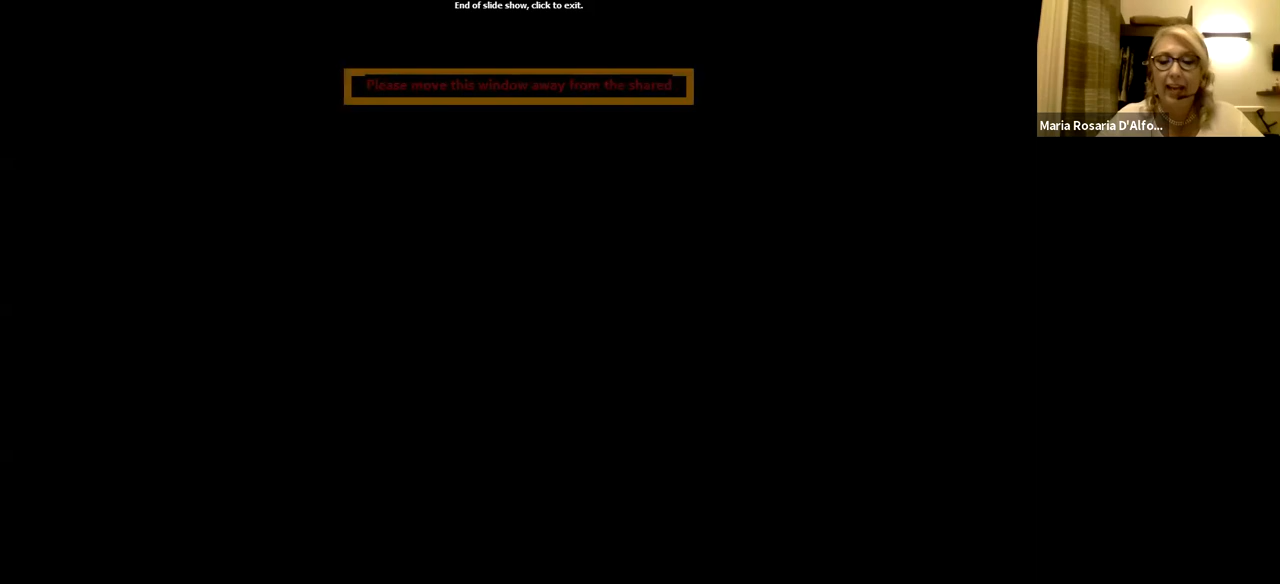 End of slide show, click to exit.
Please move this window away from the shared
Maria Rosaria D'Alfo...